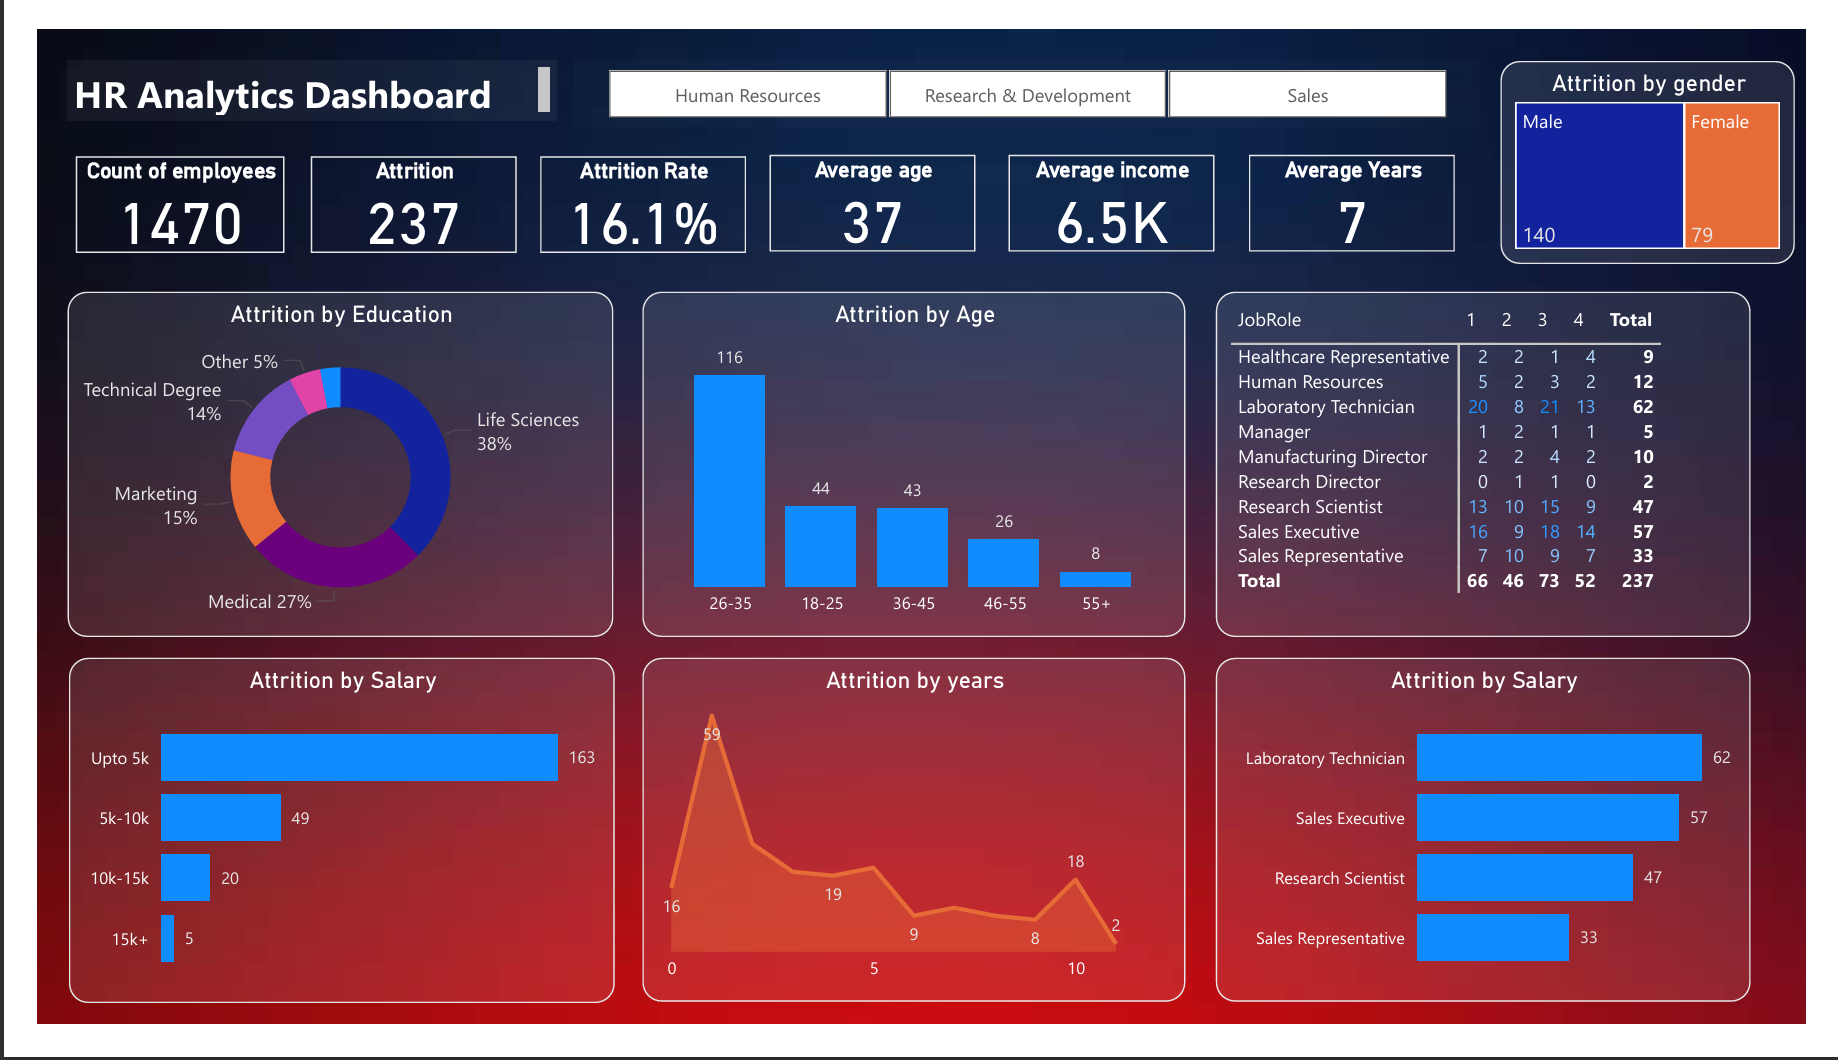 HR Analytics Dashboard
Human Resources
Research & Development
Sales
Attrition by gender
Male
Female
140
79
Count of employees
1470
Attrition
237
Attrition Rate
16.1%
Average age
37
Average income
6.5K
Average Years
7
Attrition by Education
Other 5%
Technical Degree
14%
Life Sciences
38%
Marketing
15%
Medical 27%
Attrition by Age
116
44
43
26
8
26-35 18-25 36-45 46-55 55+
JobRole 1 2 3 4 Total
Healthcare Representative 2 2 1 4 9
Human Resources 5 2 3 2 12
Laboratory Technician 20 8 21 13 62
Manager 1 2 1 1 5
Manufacturing Director 2 2 4 2 10
Research Director 0 1 1 0 2
Research Scientist 13 10 15 9 47
Sales Executive 16 9 18 14 57
Sales Representative 7 10 9 7 33
Total 66 46 73 52 237
Attrition by Salary
Upto 5k 163
5k-10k 49
10k-15k 20
15k+ 5
Attrition by years
59
18
19
16
2
9
8
0 5 10
Attrition by Salary
Laboratory Technician 62
Sales Executive 57
Research Scientist 47
Sales Representative 33